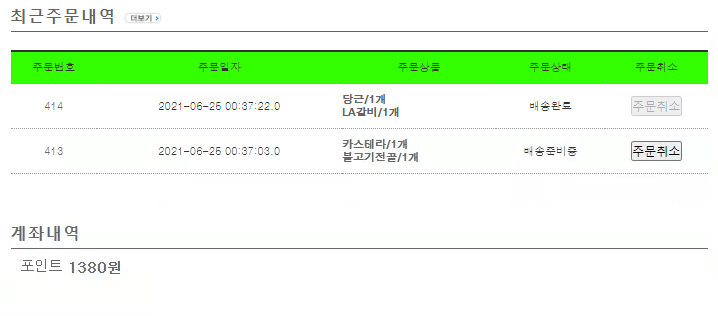 최근주문내역 더보기
주문번호 주문일자 주문상품 주문상태 주문취소
414 2021-06-25 00:37:22.0 당근/1개 LA갈비/1개 배송완료 주문취소
413 2021-06-25 00:37:03.0 카스테라/1개 불고기전골/1개 배송준비중 주문취소
계좌내역
포인트 1380원